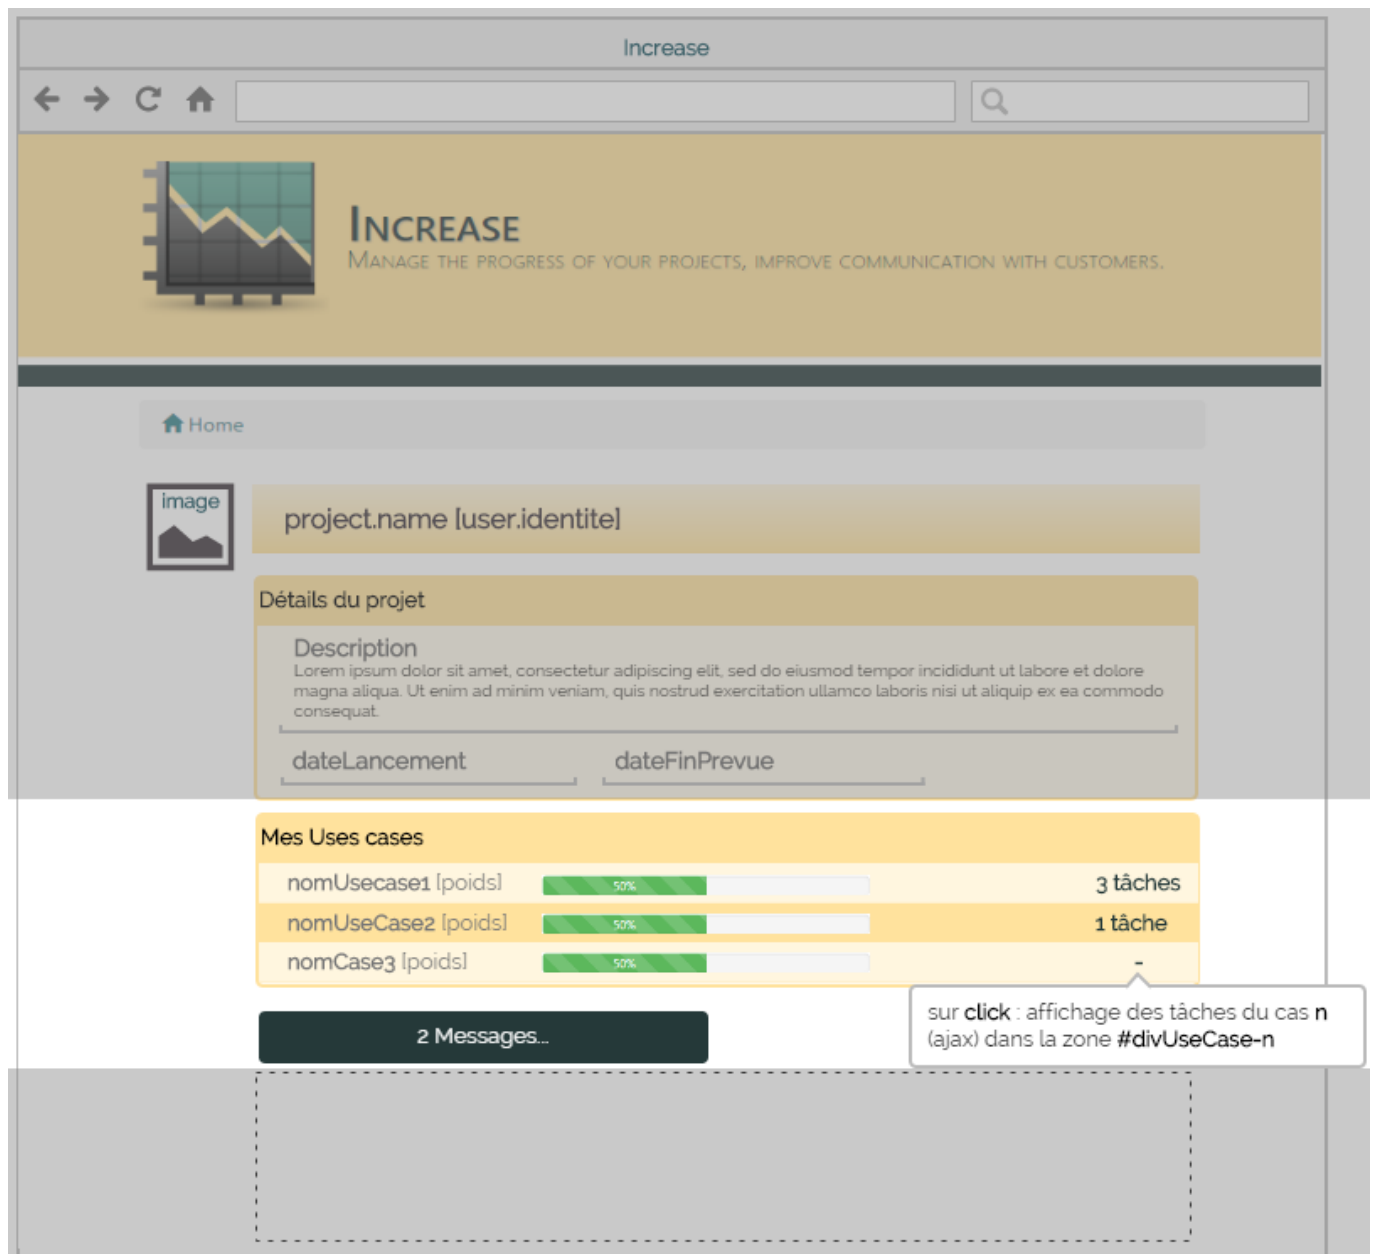 Increase
INCREASE
MANAGE THE PROGRESS OF YOUR PROJECTS, IMPROVE COMMUNICATION WITH CUSTOMERS.
Home
image
project.name [user.identite]
Détails du projet
Description
Lorem ipsum dolor sit amet, consectetur adipiscing elit, sed do eiusmod tempor incididunt ut labore et dolore
magna aliqua. Ut enim ad minim veniam, quis nostrud exercitation ullamco laboris nisi ut aliquip ex ea commodo
consequat.
dateLancement dateFinPrevue
Mes Uses cases
nomUsecase1 [poids] 50% 3 tâches
nomUseCase2 [poids] 50% 1 tâche
nomCase3 [poids] 50% -
sur click : affichage des tâches du cas n
(ajax) dans la zone #divUseCase-n
2 Messages...